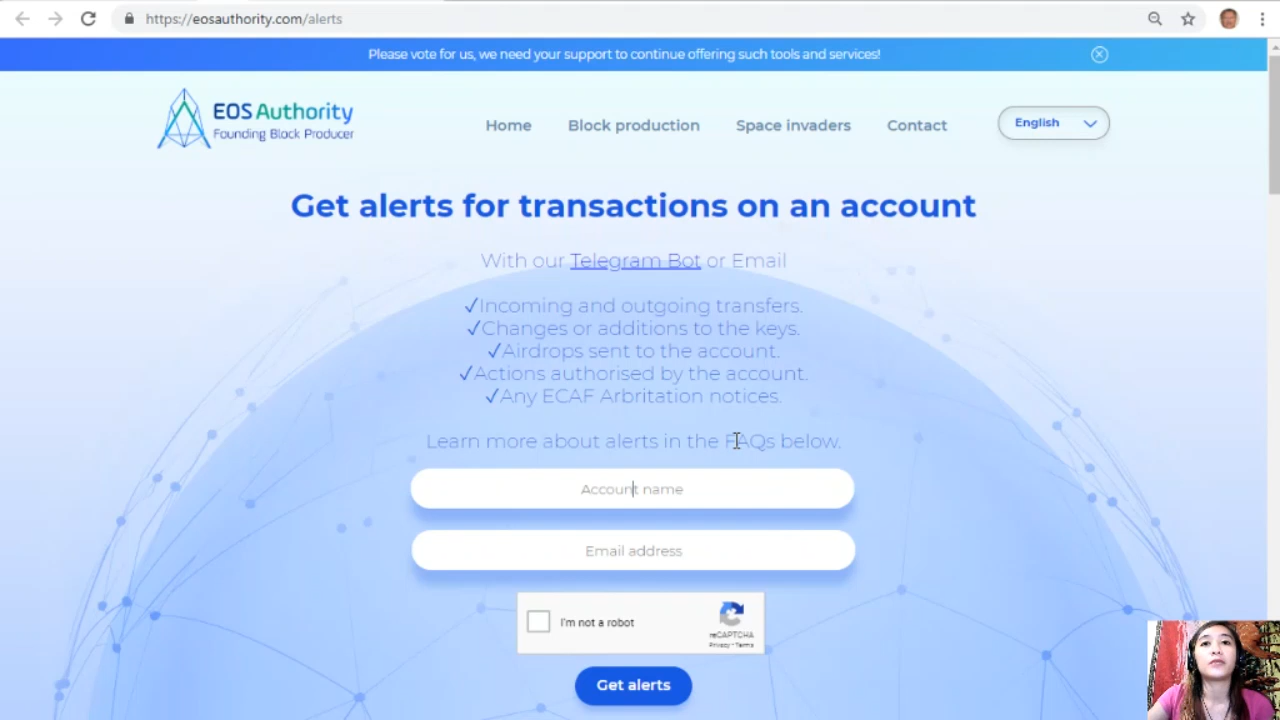 https://eosauthority.com/alerts
Please vote for us, we need your support to continue offering such tools and services!
EOS Authority
Founding Block Producer
Home Block production Space invaders Contact English
Get alerts for transactions on an account
With our Telegram Bot or Email
✓Incoming and outgoing transfers.
✓Changes or additions to the keys.
✓Airdrops sent to the account.
✓Actions authorised by the account.
✓Any ECAF Arbritation notices.
Learn more about alerts in the FAQs below.
Account name
Email address
I'm not a robot
reCAPTCHA
Privacy - Terms
Get alerts